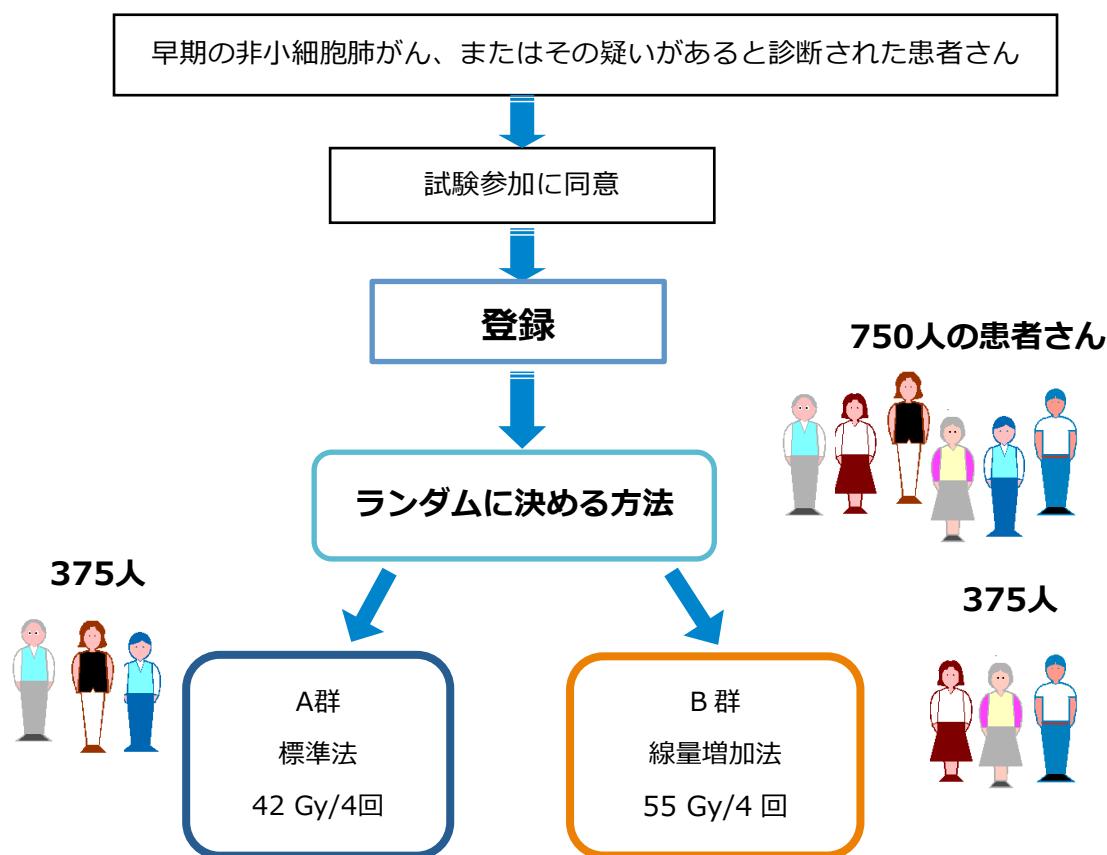 早期の非小細胞肺がん、またはその疑いがあると診断された患者さん
試験参加に同意
登録
750人の患者さん
ランダムに決める方法
375人
375人
A群
標準法
42 Gy/4回
B 群
線量増加法
55 Gy/4 回